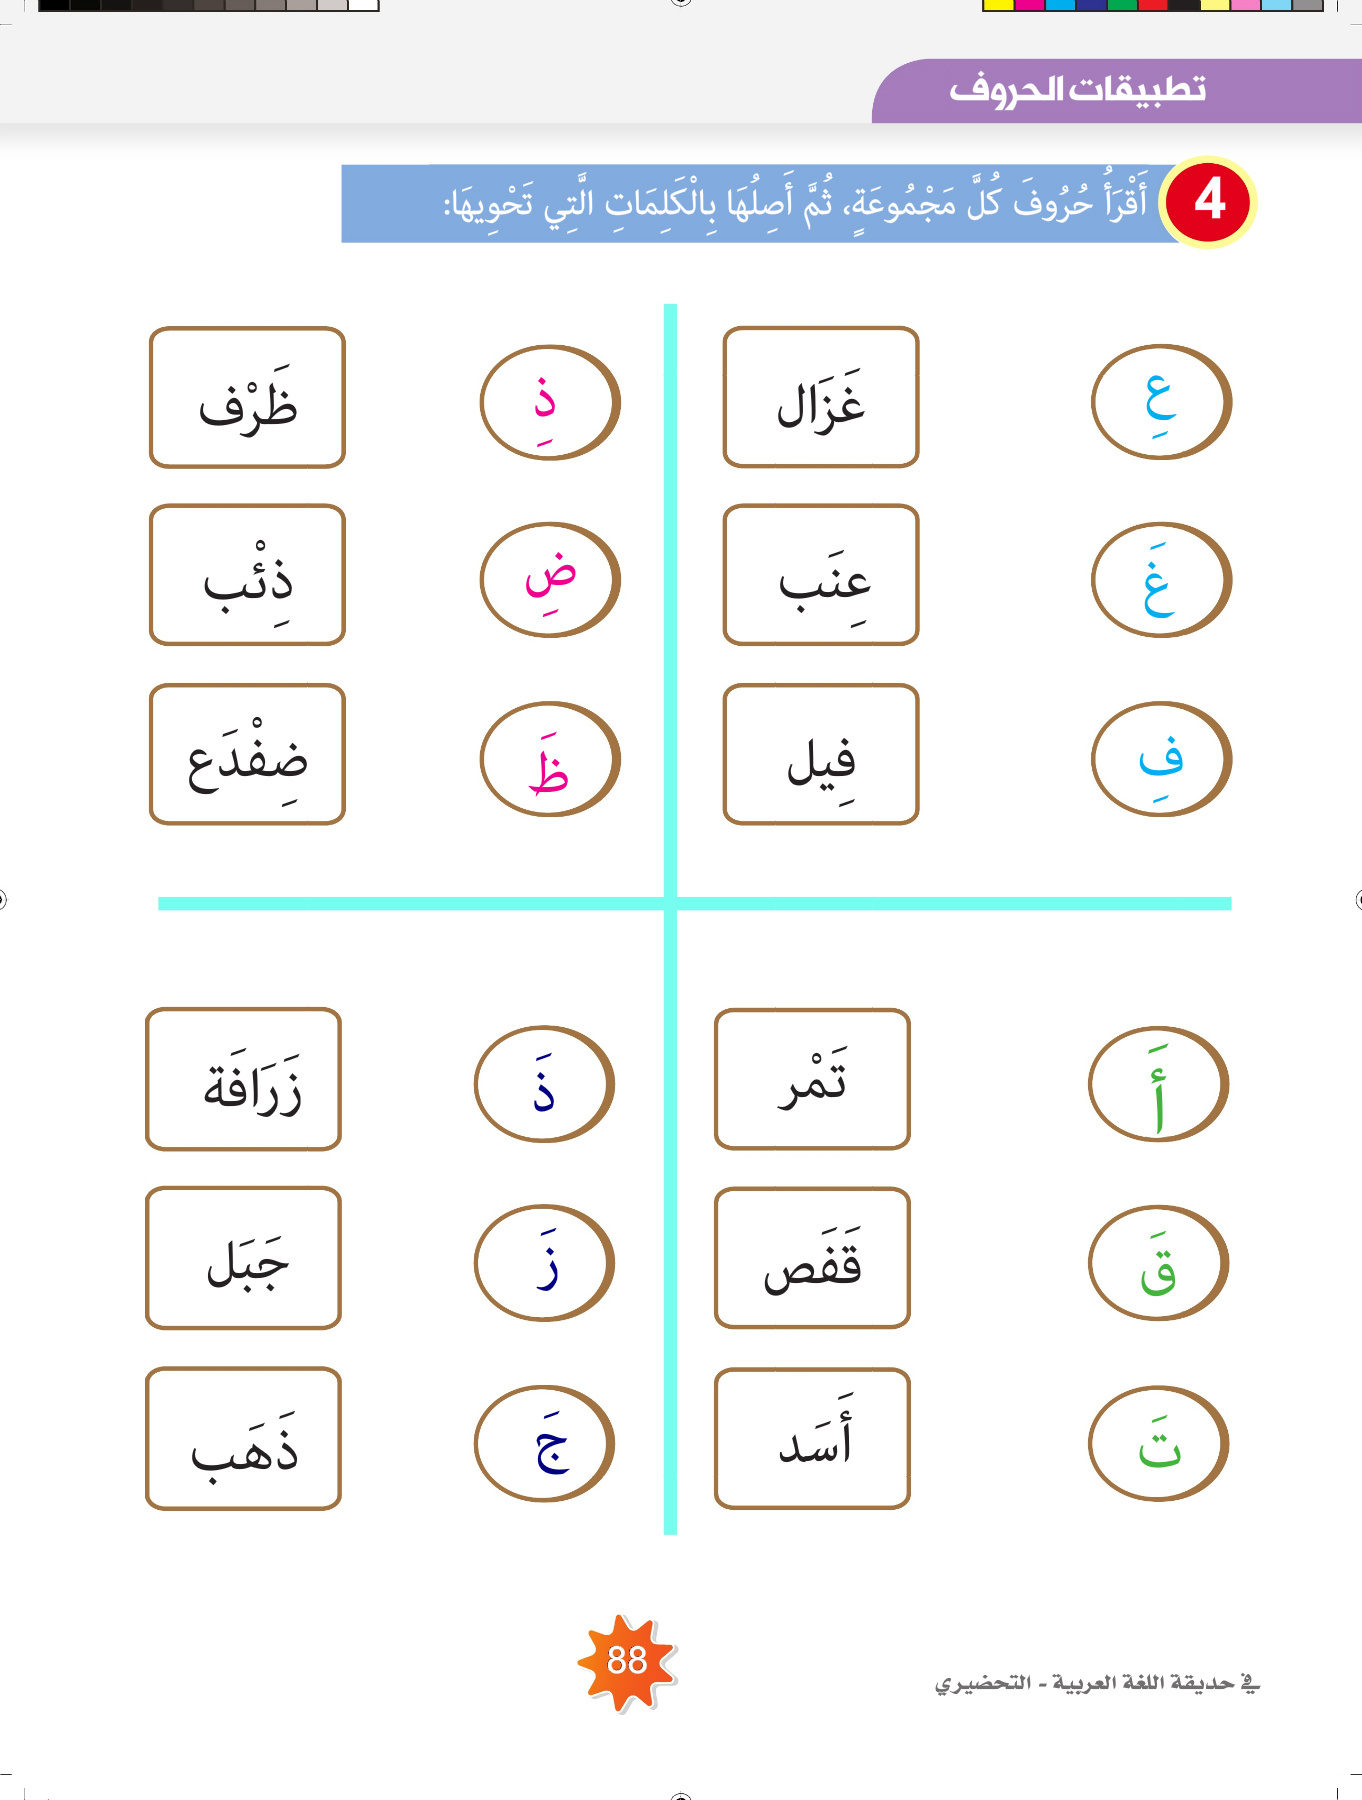 تطبيقات الحروف
4 أَقْرَأُ حُرُوفَ كُلَّ مَجْمُوعَةٍ، ثُمَّ أَصِلُهَا بِالْكَلِمَاتِ الَّتِي تَحْوِيهَا:
عِ غَزَال
غَ عِنَب
فِ فِيل
ذِ ظَرْف
ضِ ذِئْب
ظَ ضِفْدَع
أَ تَمْر
قَ قَفَص
تَ أَسَد
ذَ زَرَافَة
زَ جَبَل
جَ ذَهَب
في حديقة اللغة العربية - التحضيري
88